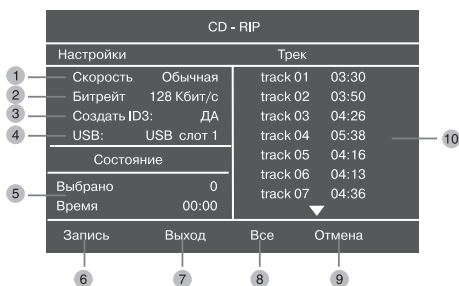 CD - RIP
Настройки
Трек
1 Скорость Обычная
2 Битрейт 128 Кбит/с
3 Создать ID3: ДА
4 USB: USB слот 1
Состояние
5 Выбрано 0
Время 00:00
track 01 03:30
track 02 03:50
track 03 04:26
track 04 05:38
track 05 04:16
track 06 04:13
track 07 04:36
10
Запись Выход Все Отмена
6 7 8 9